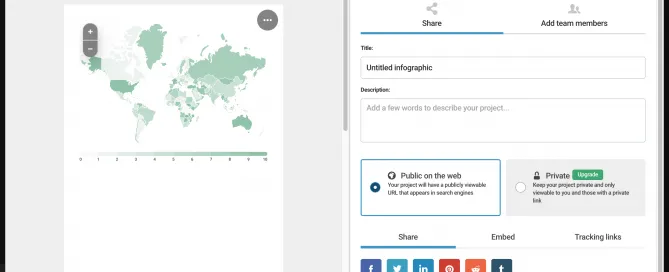 +
−
Share
Add team members
Title:
Untitled infographic
Description:
Add a few words to describe your project...
Public on the web
Your project will have a publicly viewable
URL that appears in search engines
Private Upgrade
Keep your project private and only
viewable to you and those with a private
link
0 1 2 3 4 5 6 7 8 9 10
Share Embed Tracking links